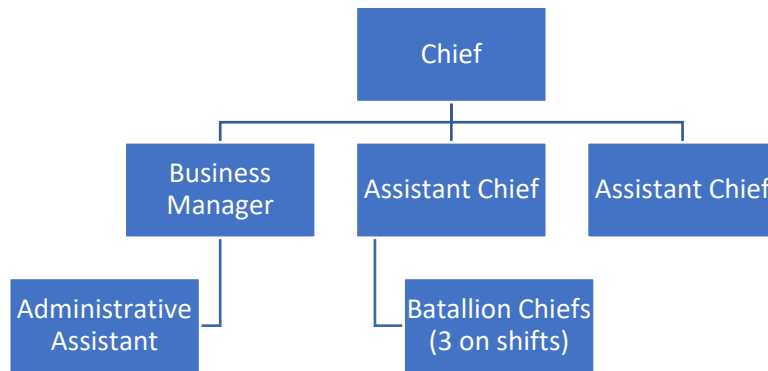 Chief
Business
Manager
Assistant Chief
Assistant Chief
Administrative
Assistant
Batallion Chiefs
(3 on shifts)